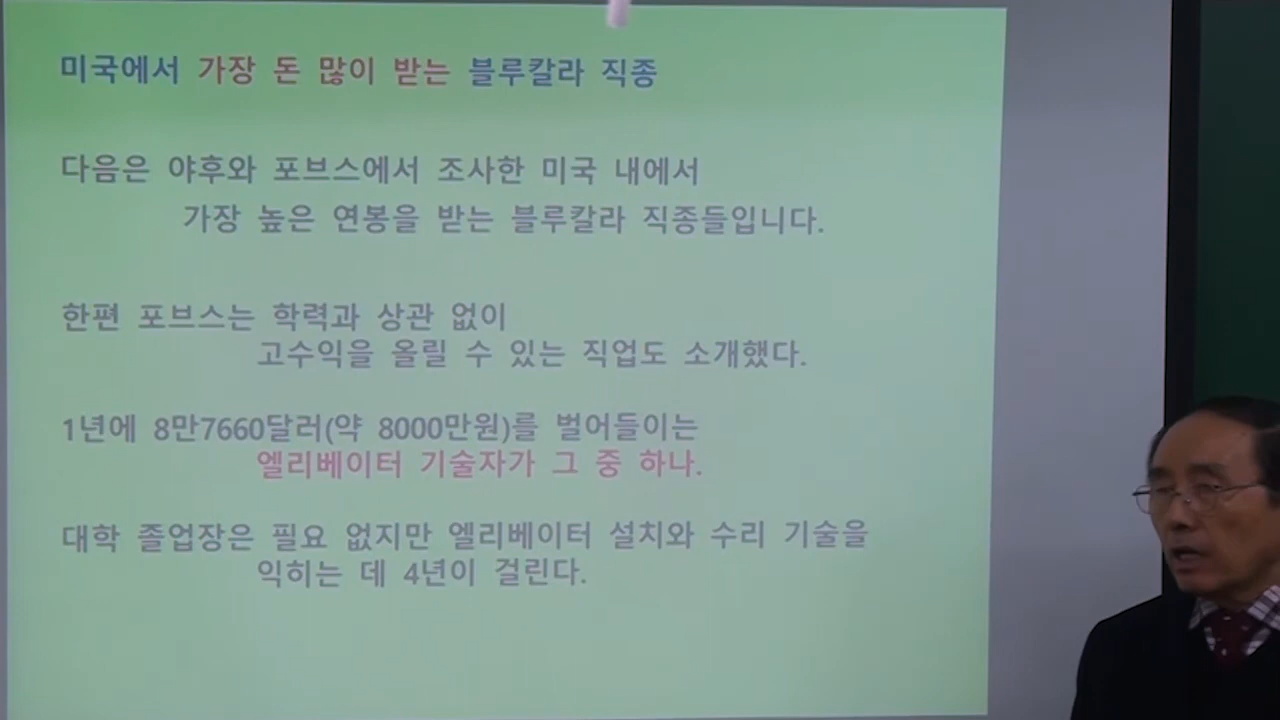 미국에서 가장 돈 많이 받는 블루칼라 직종
다음은 야후와 포브스에서 조사한 미국 내에서
가장 높은 연봉을 받는 블루칼라 직종들입니다.
한편 포브스는 학력과 상관 없이
고수익을 올릴 수 있는 직업도 소개했다.
1년에 8만7660달러(약 8000만원)를 벌어들이는
엘리베이터 기술자가 그 중 하나.
대학 졸업장은 필요 없지만 엘리베이터 설치와 수리 기술을
익히는 데 4년이 걸린다.